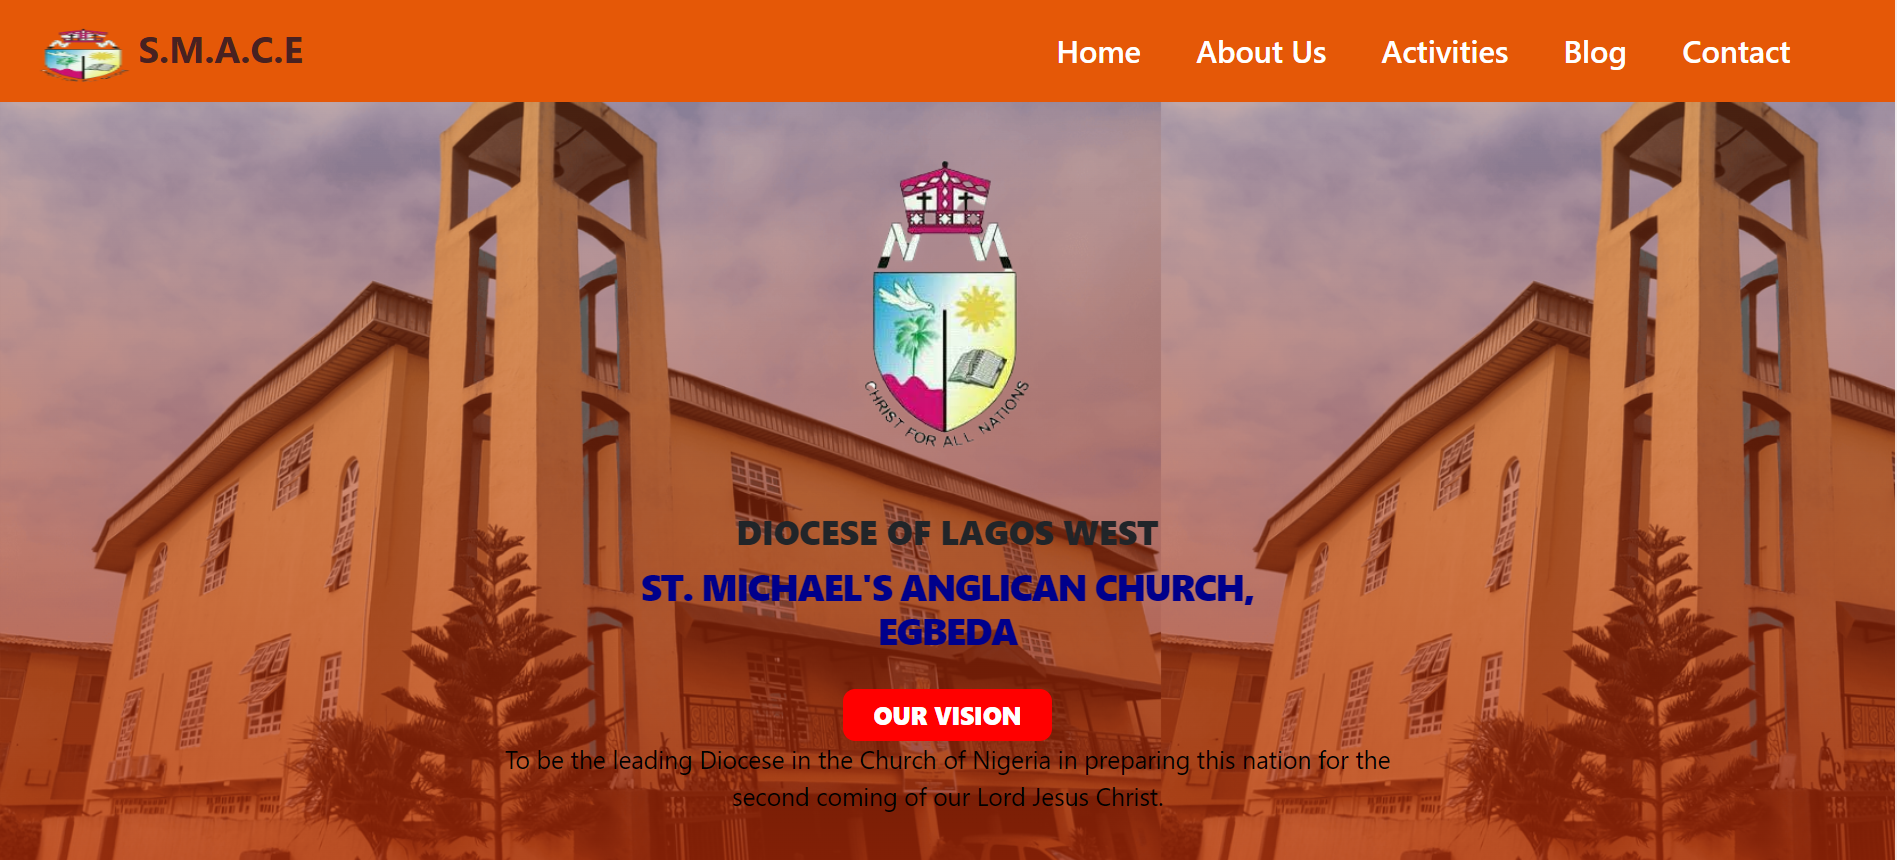 S.M.A.C.E
Home
About Us
Activities
Blog
Contact
CHRIST FOR ALL NATIONS
DIOCESE OF LAGOS WEST
ST. MICHAEL'S ANGLICAN CHURCH,
EGBEDA
OUR VISION
To be the leading Diocese in the Church of Nigeria in preparing this nation for the
second coming of our Lord Jesus Christ.